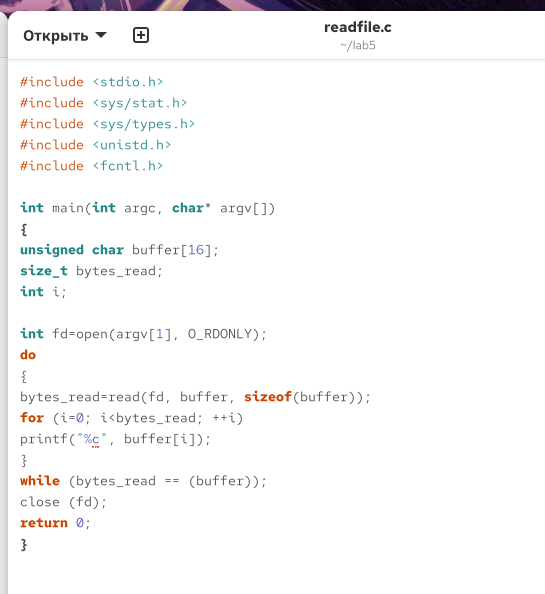 Открыть
readfile.c
~/lab5
#include <stdio.h>
#include <sys/stat.h>
#include <sys/types.h>
#include <unistd.h>
#include <fcntl.h>
int main(int argc, char* argv[])
{
unsigned char buffer[16];
size_t bytes_read;
int i;
int fd=open(argv[1], O_RDONLY);
do
{
bytes_read=read(fd, buffer, sizeof(buffer));
for (i=0; i<bytes_read; ++i)
printf("%c", buffer[i]);
}
while (bytes_read == (buffer));
close (fd);
return 0;
}